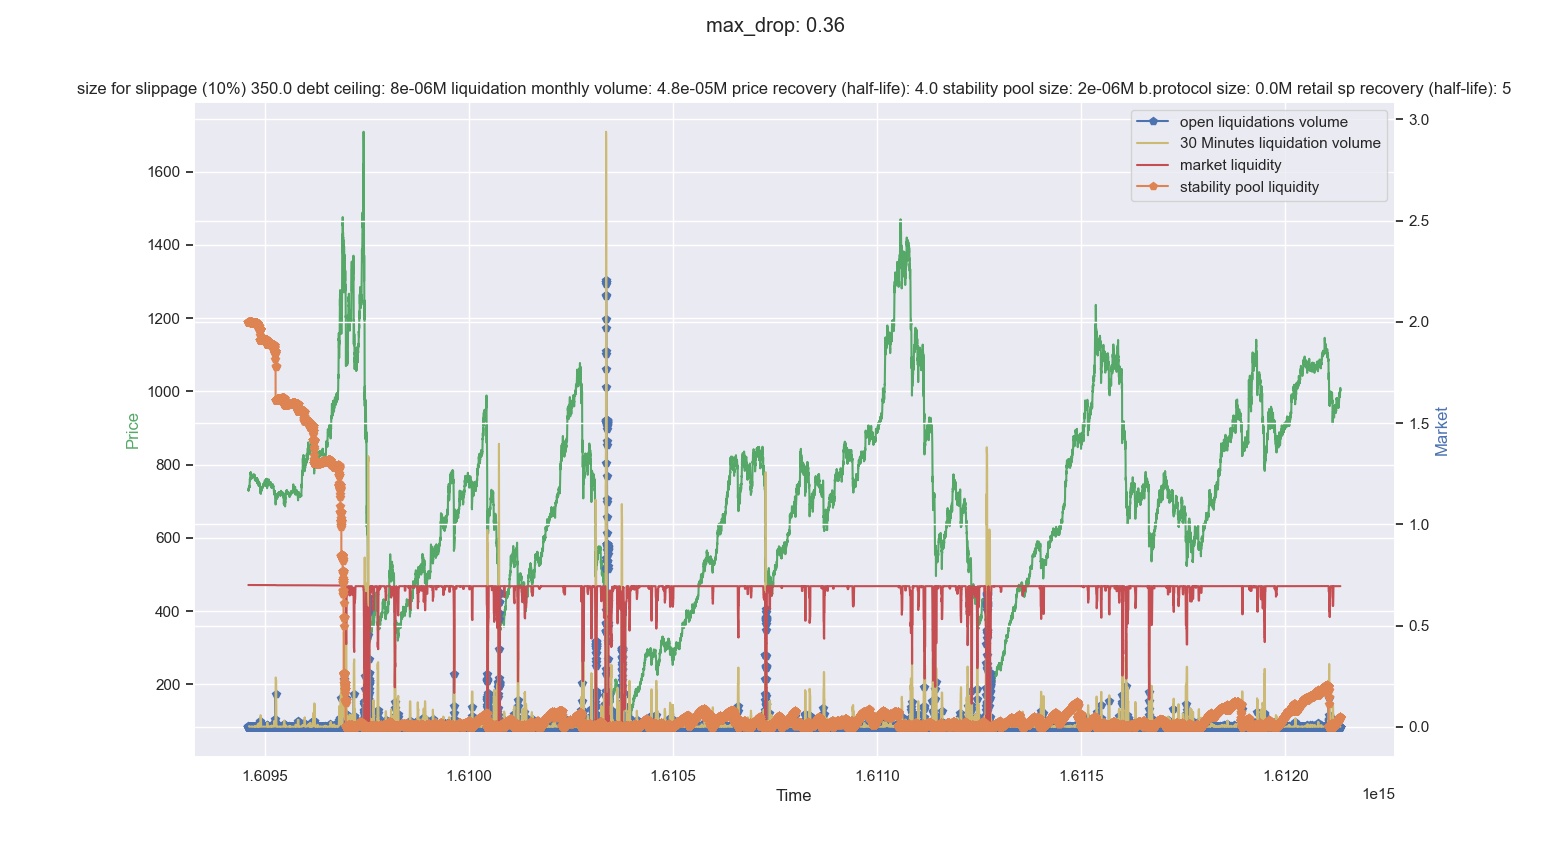 max_drop: 0.36
size for slippage (10%) 350.0 debt ceiling: 8e-06M liquidation monthly volume: 4.8e-05M price recovery (half-life): 4.0 stability pool size: 2e-06M b.protocol size: 0.0M retail sp recovery (half-life): 5
open liquidations volume
30 Minutes liquidation volume
market liquidity
stability pool liquidity
1600
1400
1200
1000
800
600
400
200
Price
3.0
2.5
2.0
1.5
1.0
0.5
0.0
Market
1.6095
1.6100
1.6105
1.6110
1.6115
1.6120
1e15
Time